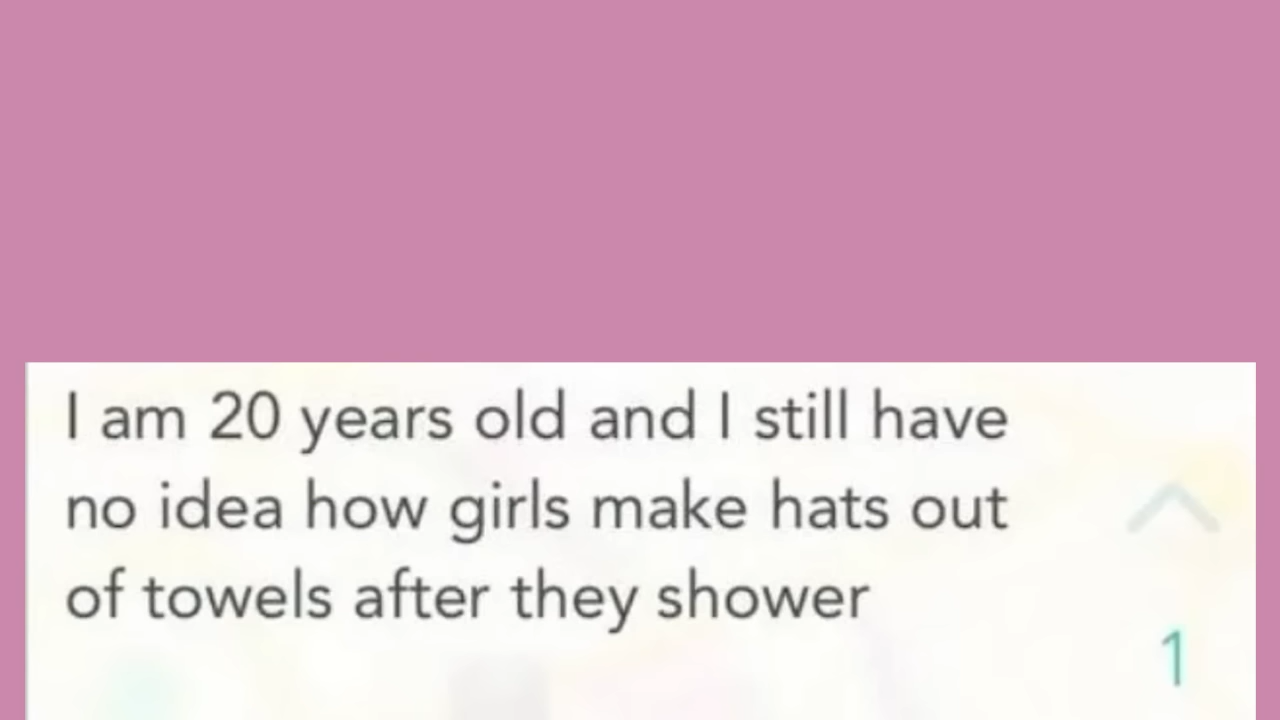 I am 20 years old and I still have
no idea how girls make hats out
of towels after they shower
1